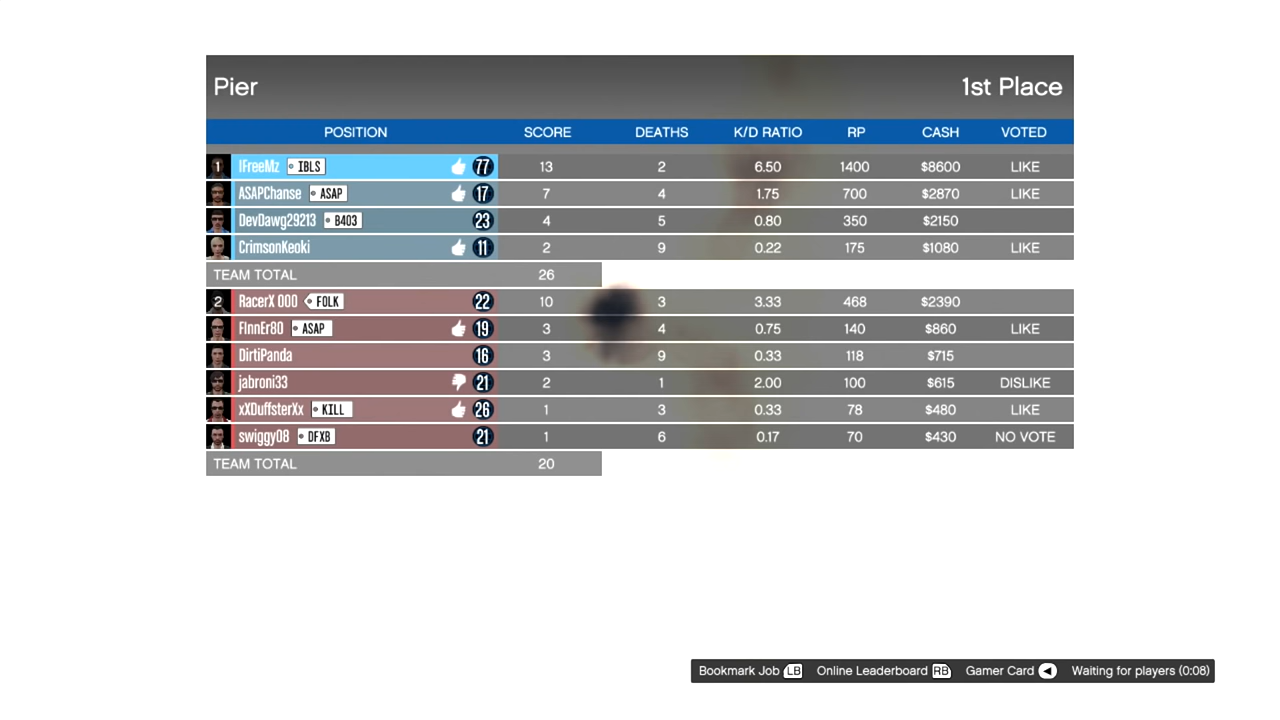 Pier 1st Place
POSITION SCORE DEATHS K/D RATIO RP CASH VOTED
1 IFreeMz IBLS 77 13 2 6.50 1400 $8600 LIKE
ASAPChanse ASAP 17 7 4 1.75 700 $2870 LIKE
DevDawg29213 B403 23 4 5 0.80 350 $2150
CrimsonKeoki 11 2 9 0.22 175 $1080 LIKE
TEAM TOTAL 26
2 RacerX 000 FOLK 22 10 3 3.33 468 $2390
FInnEr80 ASAP 19 3 4 0.75 140 $860 LIKE
DirtiPanda 16 3 9 0.33 118 $715
jabroni33 21 2 1 2.00 100 $615 DISLIKE
xXDuffsterXx KILL 26 1 3 0.33 78 $480 LIKE
swiggy08 DFXB 21 1 6 0.17 70 $430 NO VOTE
TEAM TOTAL 20
Bookmark Job LB Online Leaderboard RB Gamer Card Waiting for players (0:08)